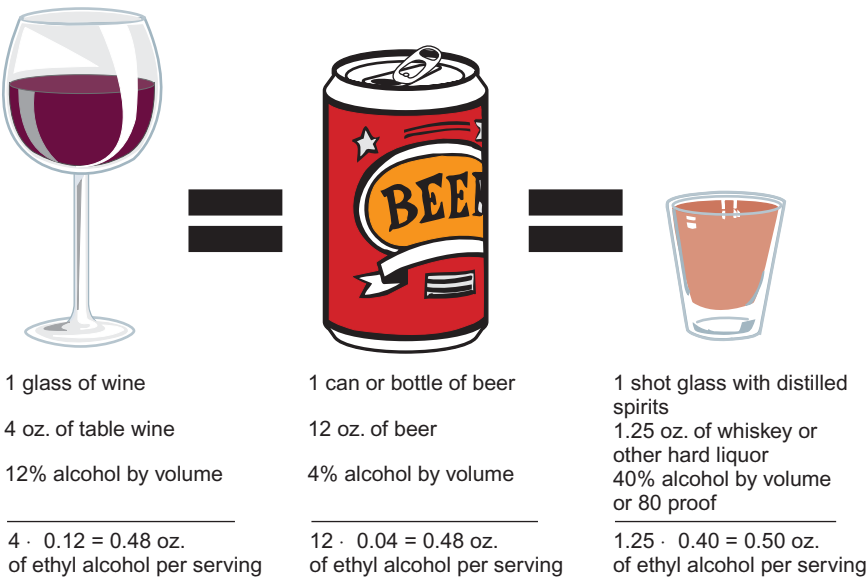 BEER
1 glass of wine
4 oz. of table wine
12% alcohol by volume
4 · 0.12 = 0.48 oz.
of ethyl alcohol per serving
1 can or bottle of beer
12 oz. of beer
4% alcohol by volume
12 · 0.04 = 0.48 oz.
of ethyl alcohol per serving
1 shot glass with distilled
spirits
1.25 oz. of whiskey or
other hard liquor
40% alcohol by volume
or 80 proof
1.25 · 0.40 = 0.50 oz.
of ethyl alcohol per serving